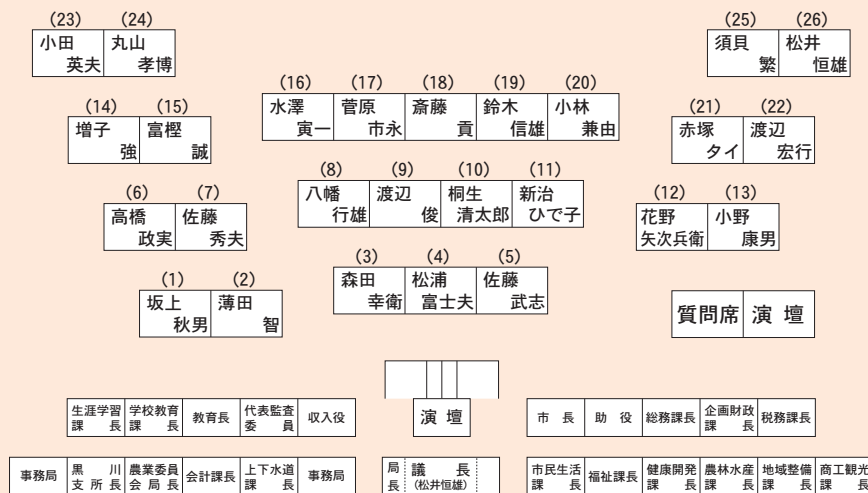 (23) (24) (25) (26)
小田 英夫 丸山 孝博 須貝 繁 松井 恒雄
(16) (17) (18) (19) (20)
水澤 寅一 菅原 市永 斎藤 貢 鈴木 信雄 小林 兼由
(14) (15) (21) (22)
増子 強 富樫 誠 赤塚 タイ 渡辺 宏行
(8) (9) (10) (11)
八幡 行雄 渡辺 俊 桐生 清太郎 新治 ひで子
(6) (7) (12) (13)
高橋 政実 佐藤 秀夫 花野 矢次兵衛 小野 康男
(3) (4) (5)
森田 幸衛 松浦 富士夫 佐藤 武志
(1) (2)
坂上 秋男 薄田 智
質問席 演壇
生涯学習課長 学校教育課長 教育長 代表監査委員 収入役 演壇 市長 助役 総務課長 企画財政課長 税務課長
事務局 黒川支所長 農業委員会局長 会計課長 上下水道課長 事務局 局長 議長 (松井恒雄) 市民生活課長 福祉課長 健康開発課長 農林水産課長 地域整備課長 商工観光課長